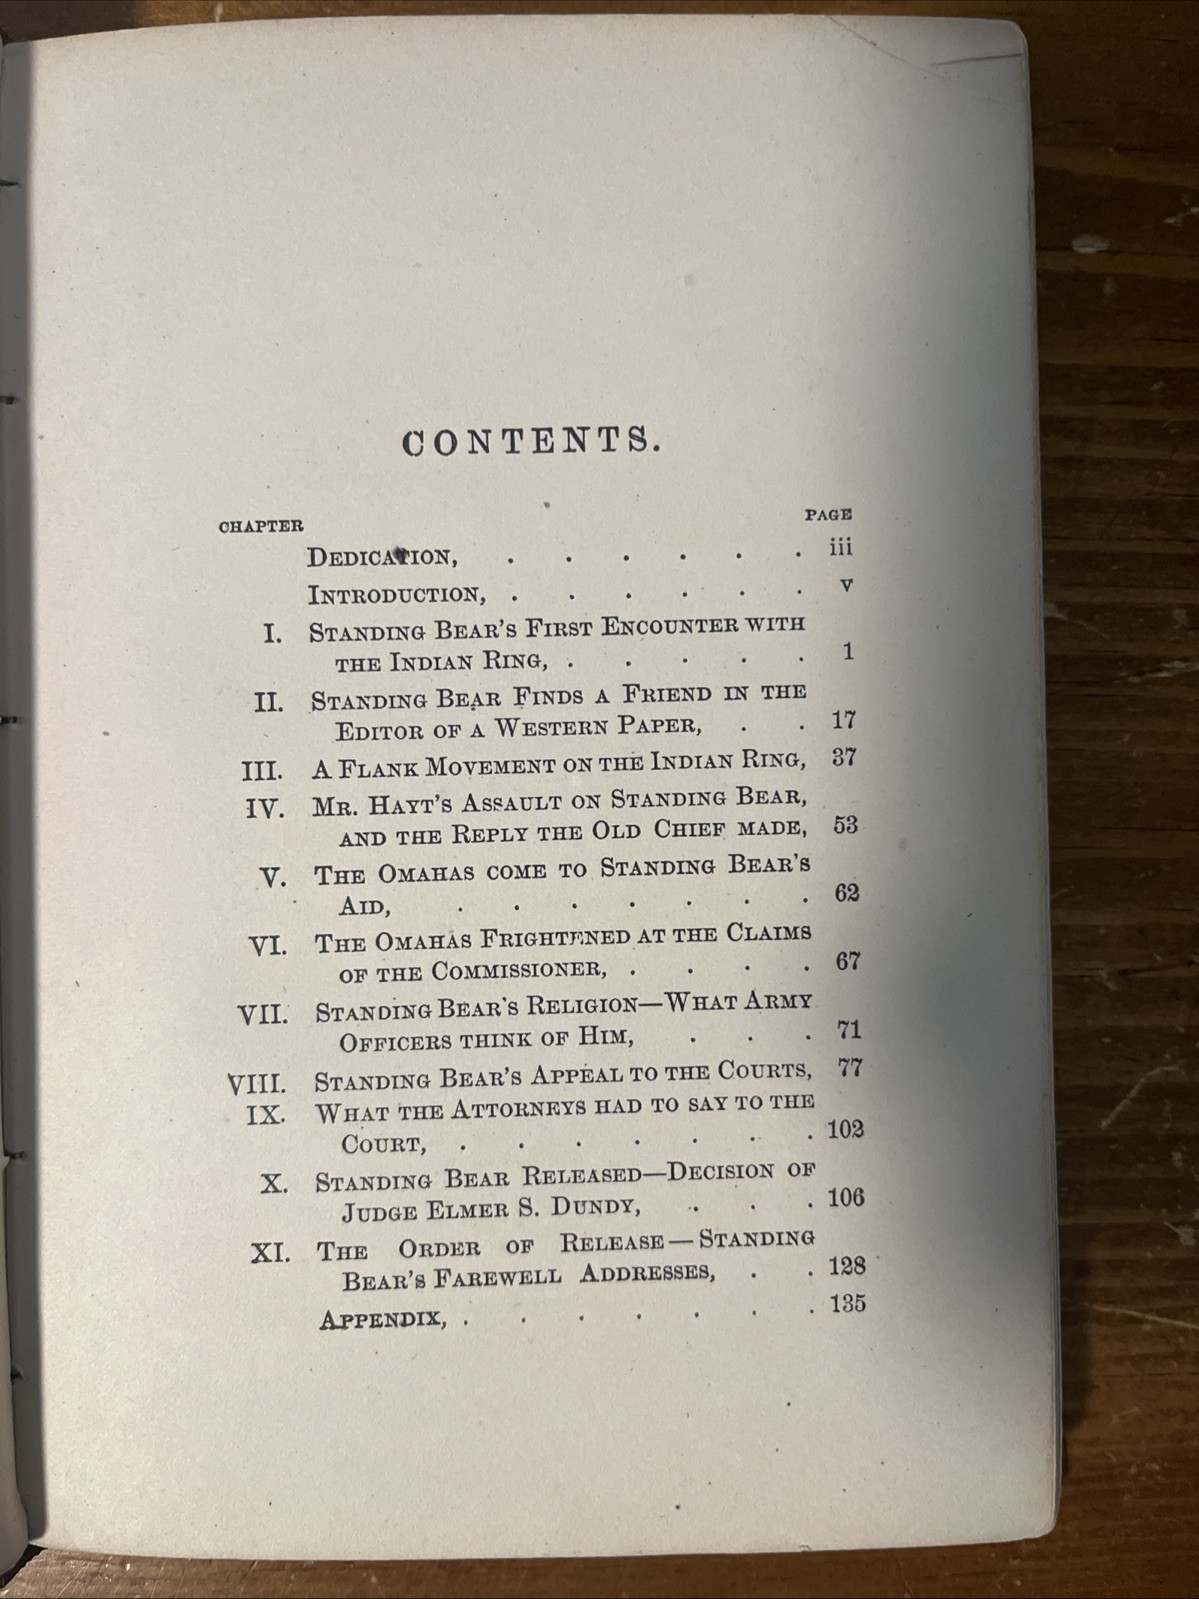 CONTENTS.
CHAPTER PAGE
DEDICATION, . . . . . . iii
INTRODUCTION, . . . . . . v
I. STANDING BEAR'S FIRST ENCOUNTER WITH
THE INDIAN RING, . . . . . 1
II. STANDING BEAR FINDS A FRIEND IN THE
EDITOR OF A WESTERN PAPER, . . 17
III. A FLANK MOVEMENT ON THE INDIAN RING, 37
IV. MR. HAYT'S ASSAULT ON STANDING BEAR,
AND THE REPLY THE OLD CHIEF MADE, 53
V. THE OMAHAS COME TO STANDING BEAR'S
AID, . . . . . . . 62
VI. THE OMAHAS FRIGHTENED AT THE CLAIMS
OF THE COMMISSIONER, . . . . 67
VII. STANDING BEAR'S RELIGION—WHAT ARMY
OFFICERS THINK OF HIM, . . . 71
VIII. STANDING BEAR'S APPEAL TO THE COURTS, 77
IX. WHAT THE ATTORNEYS HAD TO SAY TO THE
COURT, . . . . . . . 102
X. STANDING BEAR RELEASED—DECISION OF
JUDGE ELMER S. DUNDY, . . . 106
XI. THE ORDER OF RELEASE—STANDING
BEAR'S FAREWELL ADDRESSES, . . 128
APPENDIX, . . . . . . . 135